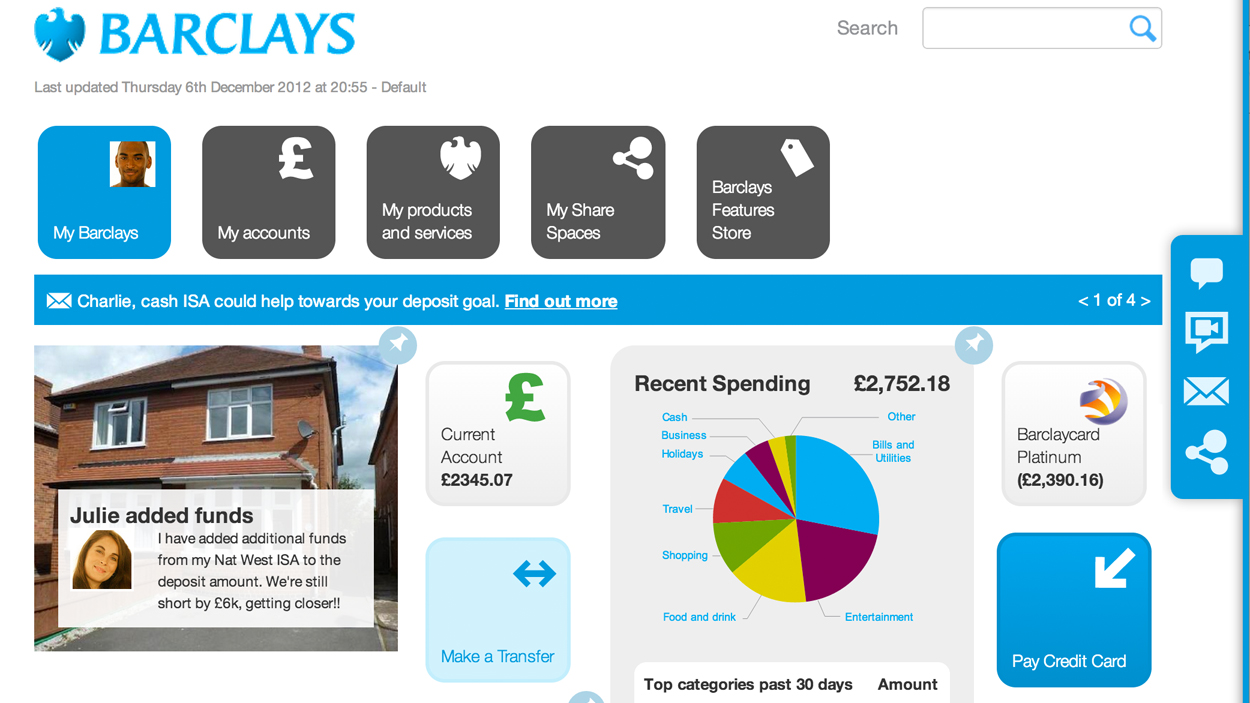 BARCLAYS
Search
Last updated Thursday 6th December 2012 at 20:55 - Default
My Barclays
My accounts
My products
and services
My Share
Spaces
Barclays
Features
Store
Charlie, cash ISA could help towards your deposit goal. Find out more
< 1 of 4 >
Julie added funds
I have added additional funds
from my Nat West ISA to the
deposit amount. We're still
short by £6k, getting closer!!
£
Current
Account
£2345.07
Make a Transfer
Recent Spending £2,752.18
Cash
Business
Holidays
Travel
Shopping
Food and drink
Other
Bills and
Utilities
Entertainment
Top categories past 30 days Amount
Barclaycard
Platinum
(£2,390.16)
Pay Credit Card